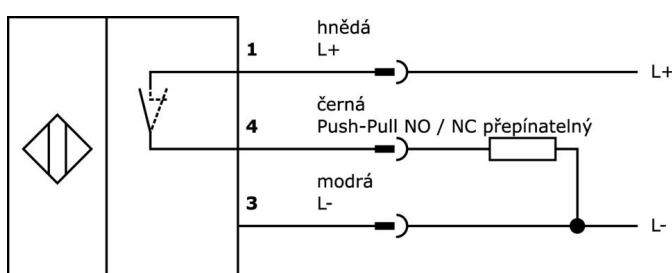 hnědá
1 L+
L+
černá
4 Push-Pull NO / NC přepínatelný
modrá
3 L-
L-